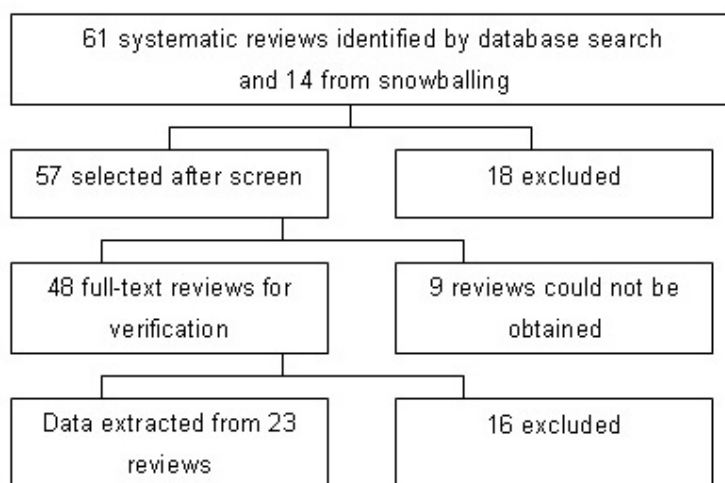 61 systematic reviews identified by database search
and 14 from snowballing
57 selected after screen
18 excluded
48 full-text reviews for
verification
9 reviews could not be
obtained
Data extracted from 23
reviews
16 excluded